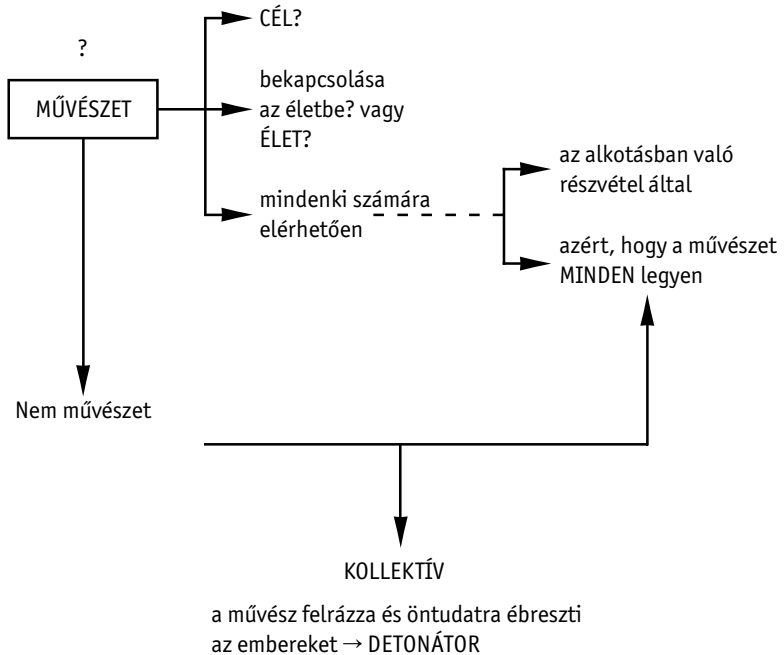 ?
MŰVÉSZET
CÉL?
bekapcsolása
az életbe? vagy
ÉLET?
mindenki számára
elérhetően
az alkotásban való
részvétel által
azért, hogy a művészet
MINDEN legyen
Nem művészet
KOLLEKTÍV
a művész felrázza és öntudatra ébreszti
az embereket → DETONÁTOR